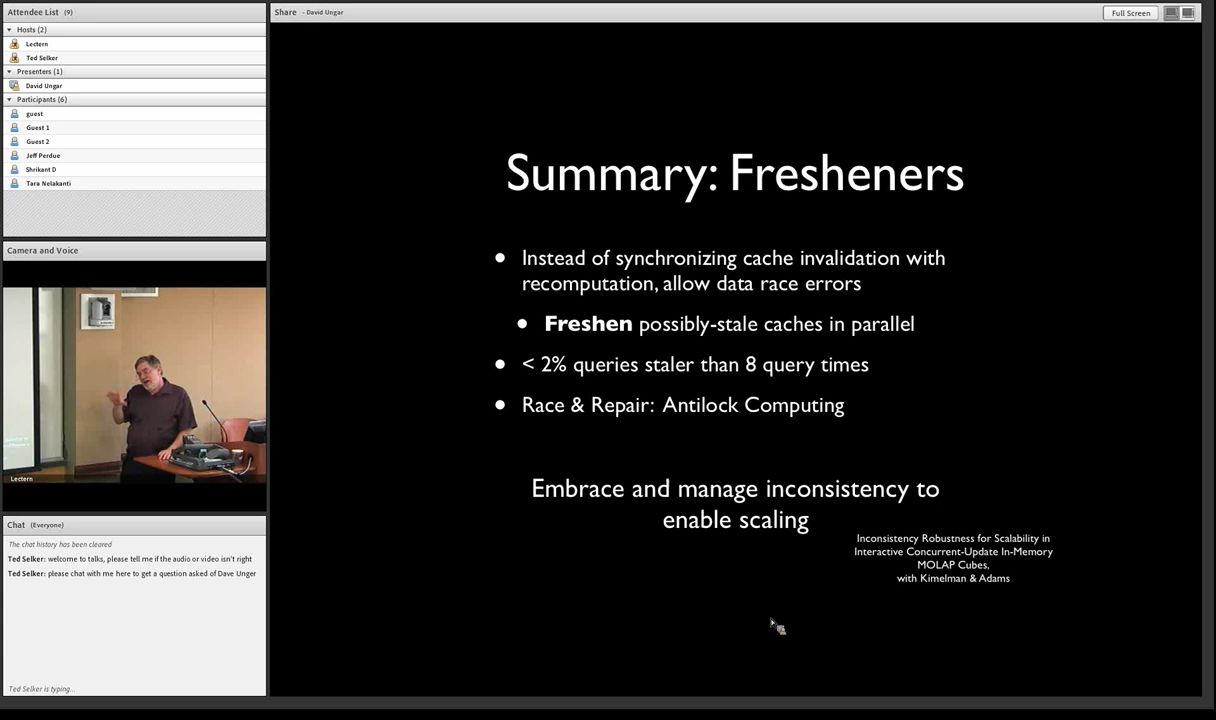 Attendee List (9)
Hosts (2)
Lectern
Ted Selker
Presenters (1)
David Ungar
Participants (6)
guest
Guest 1
Guest 2
Jeff Perdue
Shrikant D
Tara Nelakanti
Camera and Voice
Lectern
Chat (Everyone)
The chat history has been cleared
Ted Selker: welcome to talks, please tell me if the audio or video isn't right
Ted Selker: please chat with me here to get a question asked of Dave Unger
Ted Selker is typing...
Share - David Ungar
Full Screen
Summary: Fresheners
• Instead of synchronizing cache invalidation with
recomputation, allow data race errors
• Freshen possibly-stale caches in parallel
• < 2% queries staler than 8 query times
• Race & Repair: Antilock Computing
Embrace and manage inconsistency to
enable scaling
Inconsistency Robustness for Scalability in
Interactive Concurrent-Update In-Memory
MOLAP Cubes,
with Kimelman & Adams